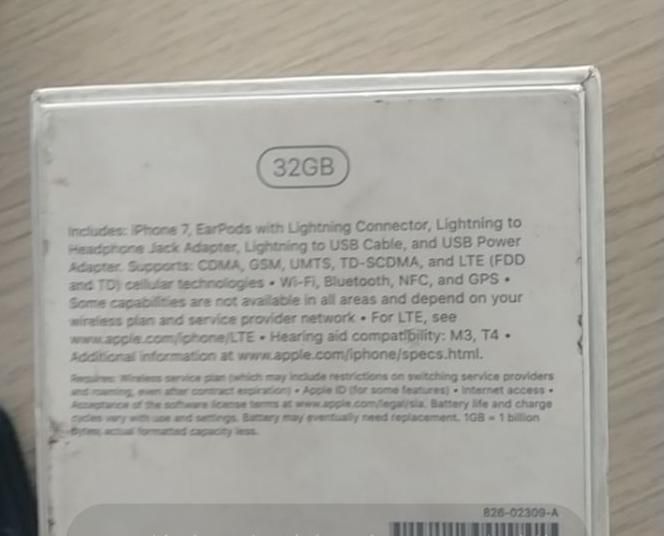 32GB
Includes: iPhone 7, EarPods with Lightning Connector, Lightning to
Headphone Jack Adapter, Lightning to USB Cable, and USB Power
Adapter. Supports: CDMA, GSM, UMTS, TD-SCDMA, and LTE (FDD
and TD) cellular technologies • Wi-Fi, Bluetooth, NFC, and GPS •
Some capabilities are not available in all areas and depend on your
wireless plan and service provider network • For LTE, see
www.apple.com/iphone/LTE • Hearing aid compatibility: M3, T4 •
Additional information at www.apple.com/iphone/specs.html.
Requires: Wireless service plan (which may include restrictions on switching service providers
and roaming, even after contract expiration) • Apple ID (for some features) • Internet access •
Acceptance of the software license terms at www.apple.com/legal/sla. Battery life and charge
cycles vary with use and settings. Battery may eventually need replacement. 1GB = 1 billion
bytes; actual formatted capacity less.
826-02309-A